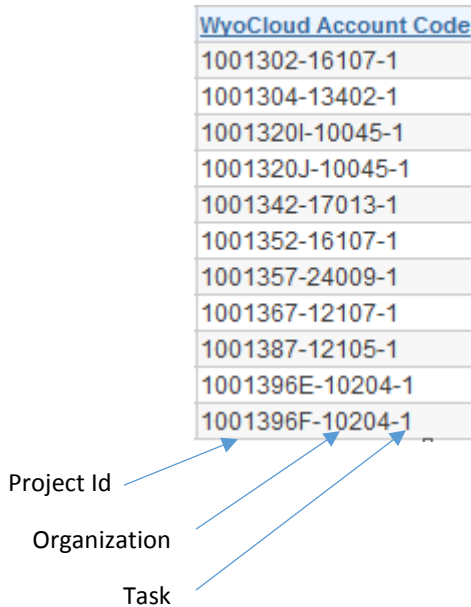 WyoCloud Account Code
1001302-16107-1
1001304-13402-1
1001320I-10045-1
1001320J-10045-1
1001342-17013-1
1001352-16107-1
1001357-24009-1
1001367-12107-1
1001387-12105-1
1001396E-10204-1
1001396F-10204-1
Project Id
Organization
Task